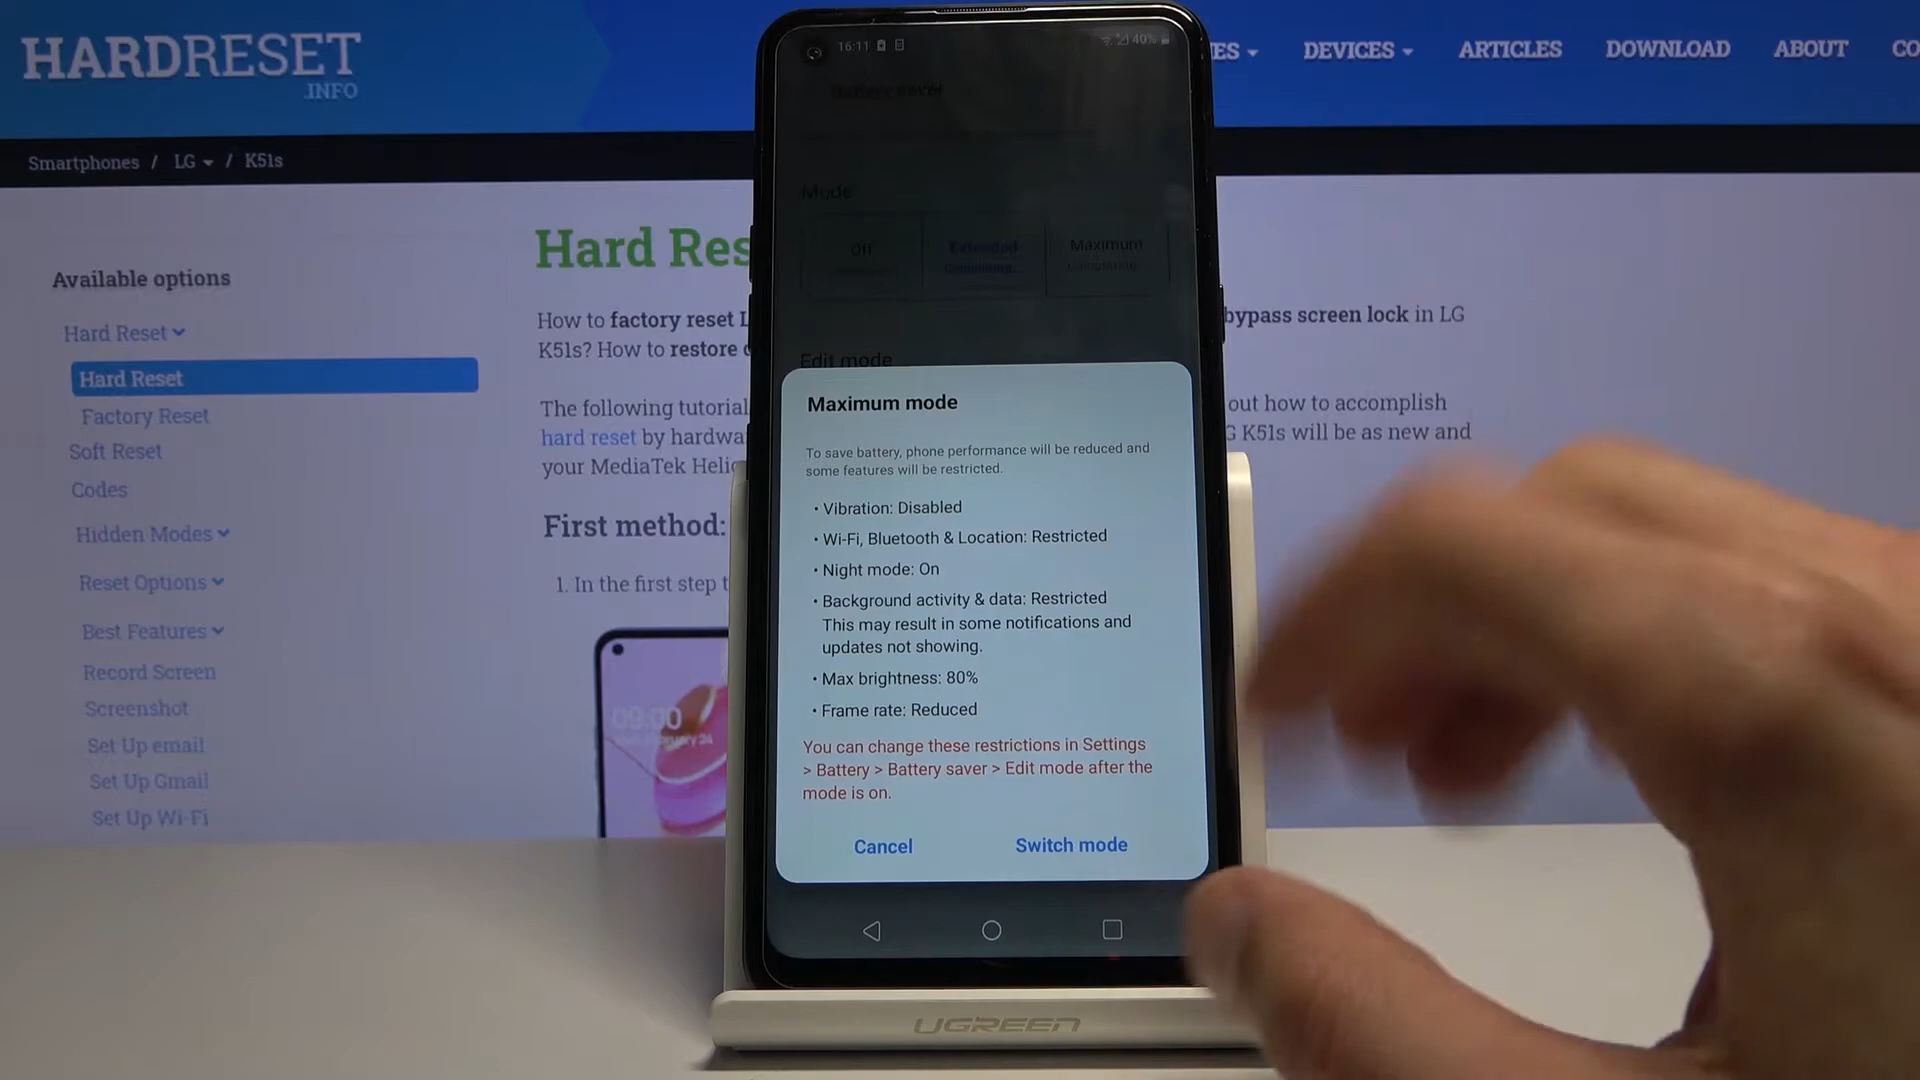 HARDRESET
.INFO
DEVICES
ARTICLES
DOWNLOAD
ABOUT
Smartphones / LG / K51s
Available options
Hard Reset
Hard Reset
Factory Reset
Soft Reset
Codes
Hidden Modes
Reset Options
Best Features
Record Screen
Screenshot
Set Up email
Set Up Gmail
Set Up Wi-Fi
Hard Res
How to factory reset L
K51s? How to restore
The following tutorial
hard reset by hardwa
your MediaTek Helio
First method:
1. In the first step t
09:00
bypass screen lock in LG
out how to accomplish
G K51s will be as new and
16:11
40%
Battery saver
Mode
Off
Extended
Maximum
Edit mode
Maximum mode
To save battery, phone performance will be reduced and
some features will be restricted.
• Vibration: Disabled
• Wi-Fi, Bluetooth & Location: Restricted
• Night mode: On
• Background activity & data: Restricted
This may result in some notifications and
updates not showing.
• Max brightness: 80%
• Frame rate: Reduced
You can change these restrictions in Settings
> Battery > Battery saver > Edit mode after the
mode is on.
Cancel
Switch mode
UGREEN